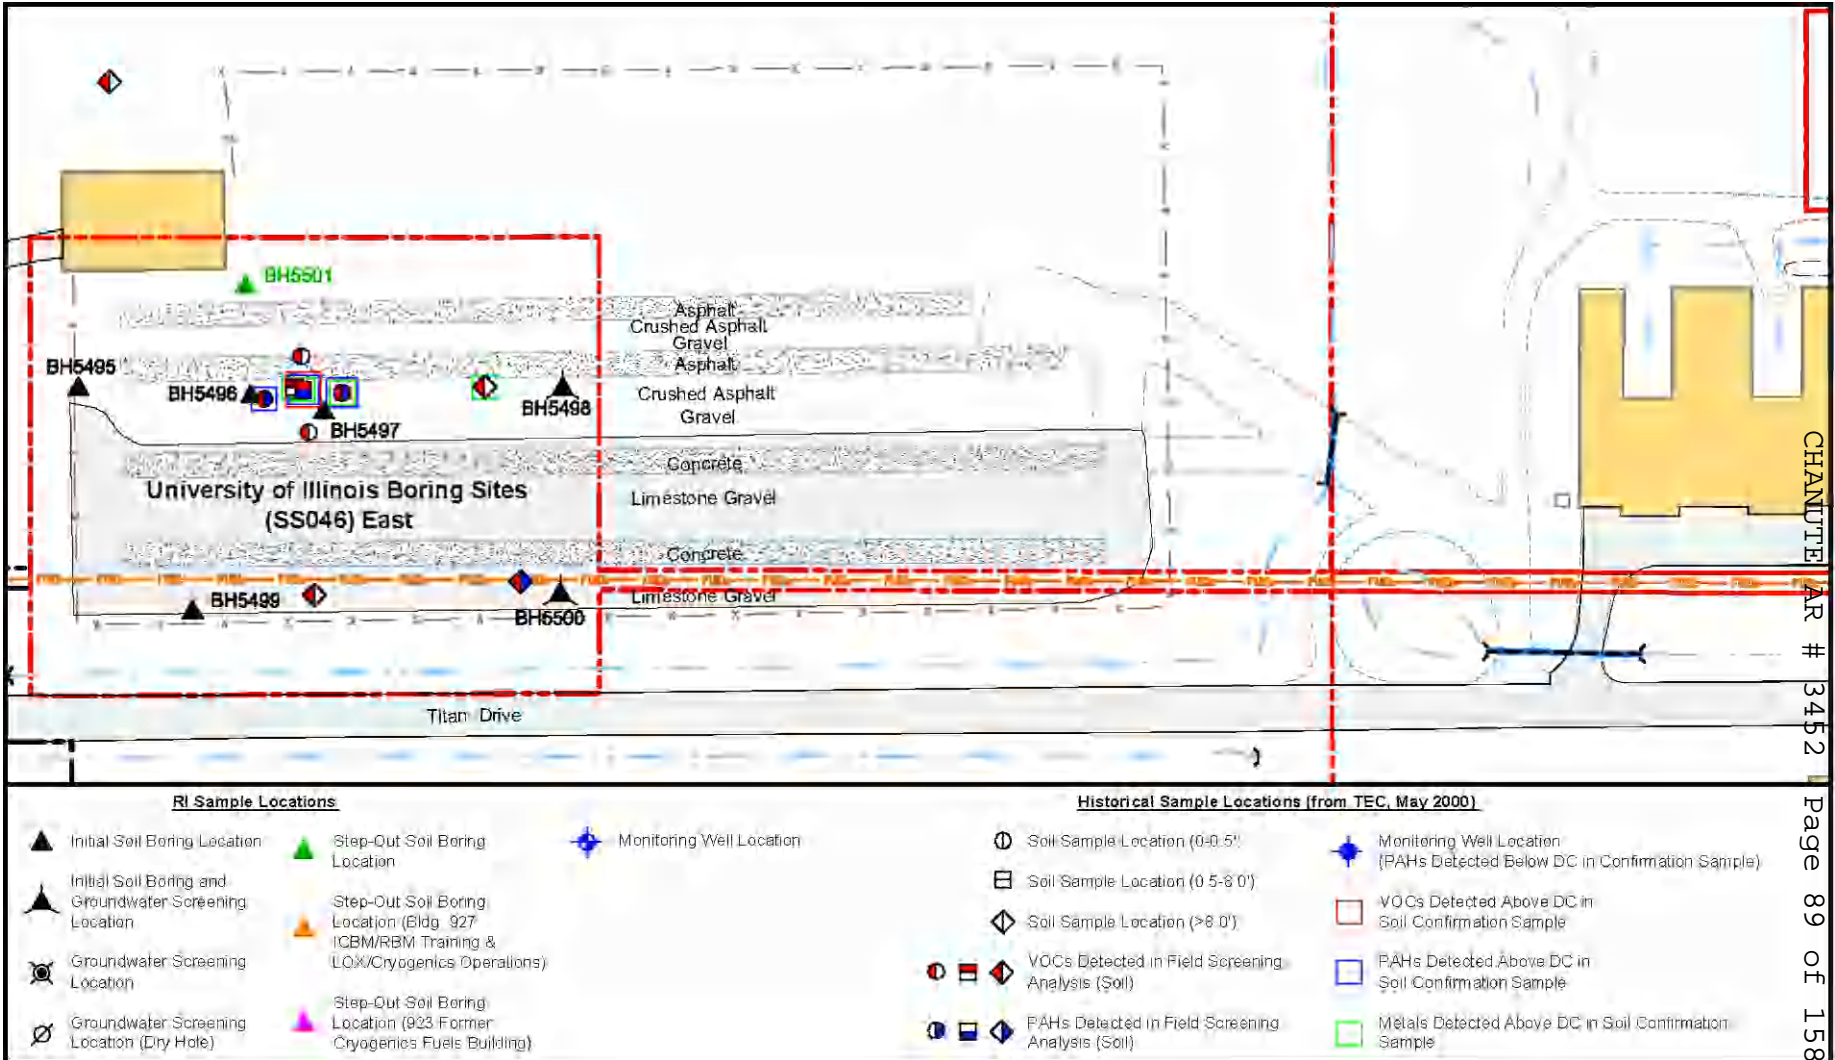 BH5501
Asphalt
Crushed Asphalt
Gravel
Asphalt
BH5495
BH5496
Crushed Asphalt
BH5498
Gravel
BH5497
Concrete
University of Illinois Boring Sites
(SS046) East
Limestone Gravel
Concrete
BH5499
Limestone Gravel
BH5500
Titan Drive
CHANUTE AR # 3452 Page 89 of 158
RI Sample Locations
Initial Soil Boring Location
Initial Soil Boring and
Groundwater Screening
Location
Groundwater Screening
Location
Groundwater Screening
Location (Dry Hole)
Step-Out Soil Boring
Location
Step-Out Soil Boring
Location (Bldg. 927
ICBM/RBM Training &
LOX/Cryogenics Operations)
Step-Out Soil Boring
Location (923 Former
Cryogenics Fuels Building)
Monitoring Well Location
Historical Sample Locations (from TEC, May 2000)
Soil Sample Location (0-0.5')
Soil Sample Location (0.5-8.0')
Soil Sample Location (>8.0')
VOCs Detected in Field Screening
Analysis (Soil)
PAHs Detected in Field Screening
Analysis (Soil)
Monitoring Well Location
(PAHs Detected Below DC in Confirmation Sample)
VOCs Detected Above DC in
Soil Confirmation Sample
PAHs Detected Above DC in
Soil Confirmation Sample
Metals Detected Above DC in Soil Confirmation
Sample